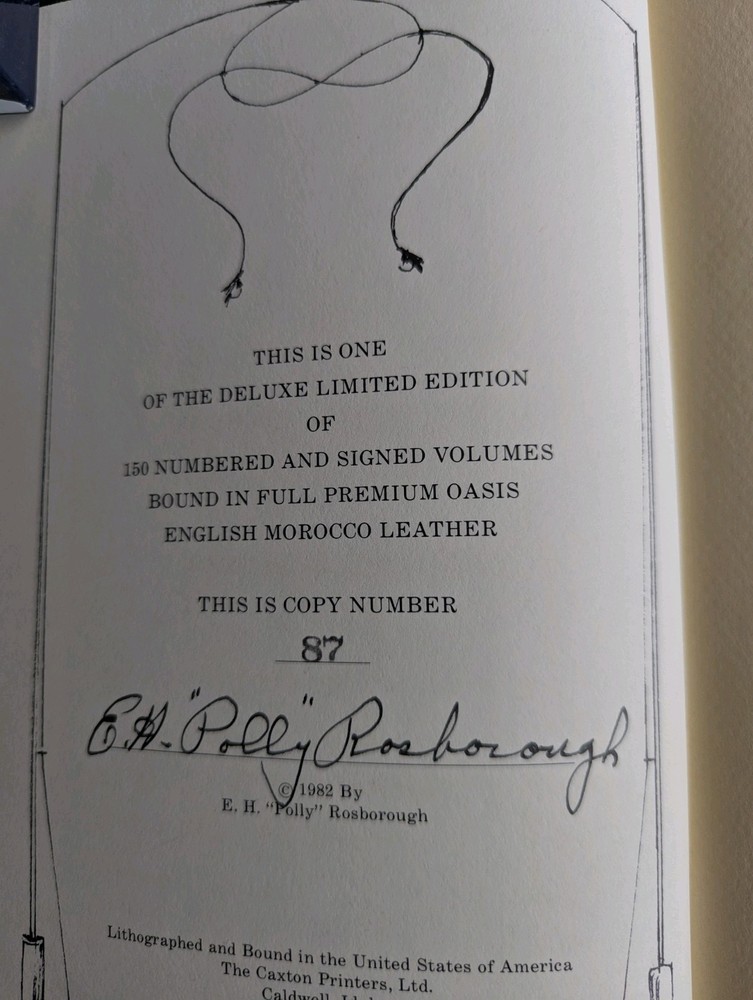 THIS IS ONE
OF THE DELUXE LIMITED EDITION
OF
150 NUMBERED AND SIGNED VOLUMES
BOUND IN FULL PREMIUM OASIS
ENGLISH MOROCCO LEATHER
THIS IS COPY NUMBER
87
E.H. "Polly" Rosborough
© 1982 By
E. H. "Polly" Rosborough
Lithographed and Bound in the United States of America
The Caxton Printers, Ltd.
Caldwell,